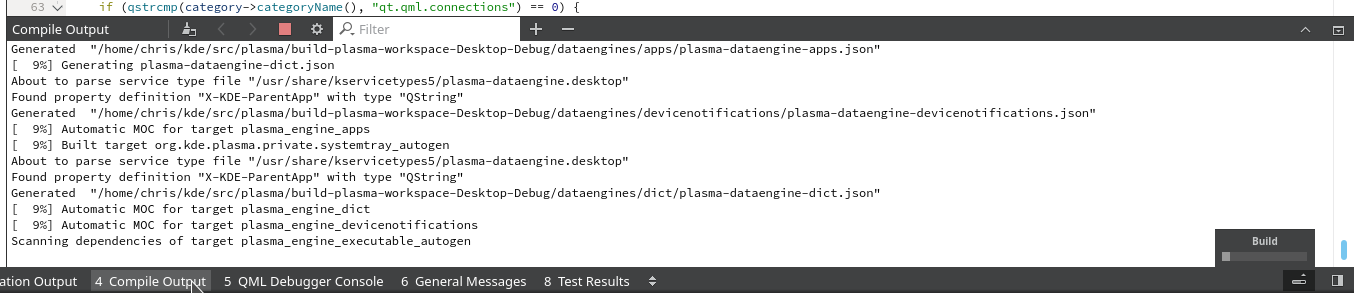 63 if (qstrcmp(category->categoryName(), "qt.qml.connections") == 0) {
Compile Output Filter
Generated  "/home/chris/kde/src/plasma/build-plasma-workspace-Desktop-Debug/dataengines/apps/plasma-dataengine-apps.json"
[  9%] Generating plasma-dataengine-dict.json
About to parse service type file "/usr/share/kservicetypes5/plasma-dataengine.desktop"
Found property definition "X-KDE-ParentApp" with type "QString"
Generated  "/home/chris/kde/src/plasma/build-plasma-workspace-Desktop-Debug/dataengines/devicenotifications/plasma-dataengine-devicenotifications.json"
[  9%] Automatic MOC for target plasma_engine_apps
[  9%] Built target org.kde.plasma.private.systemtray_autogen
About to parse service type file "/usr/share/kservicetypes5/plasma-dataengine.desktop"
Found property definition "X-KDE-ParentApp" with type "QString"
Generated  "/home/chris/kde/src/plasma/build-plasma-workspace-Desktop-Debug/dataengines/dict/plasma-dataengine-dict.json"
[  9%] Automatic MOC for target plasma_engine_dict
[  9%] Automatic MOC for target plasma_engine_devicenotifications
Scanning dependencies of target plasma_engine_executable_autogen
Build
ation Output 4 Compile Output 5 QML Debugger Console 6 General Messages 8 Test Results